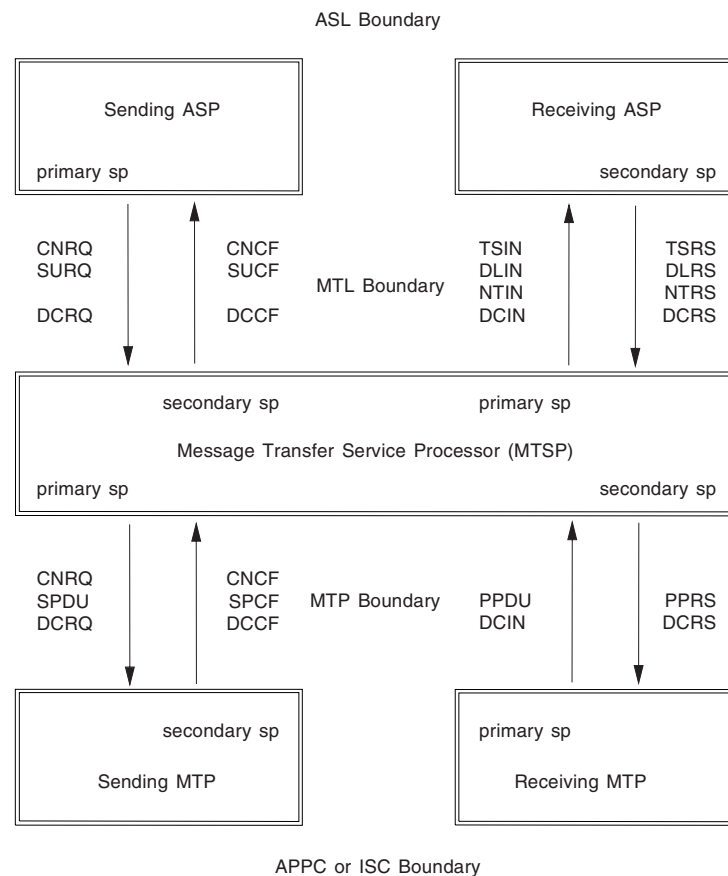 ASL Boundary
Sending ASP
Receiving ASP
primary sp
secondary sp
CNRQ
SURQ
DCRQ
CNCF
SUCF
DCCF
MTL Boundary
TSIN
DLIN
NTIN
DCIN
TSRS
DLRS
NTRS
DCRS
secondary sp
primary sp
Message Transfer Service Processor (MTSP)
primary sp
secondary sp
CNRQ
SPDU
DCRQ
CNCF
SPCF
DCCF
MTP Boundary
PPDU
DCIN
PPRS
DCRS
secondary sp
primary sp
Sending MTP
Receiving MTP
APPC or ISC Boundary